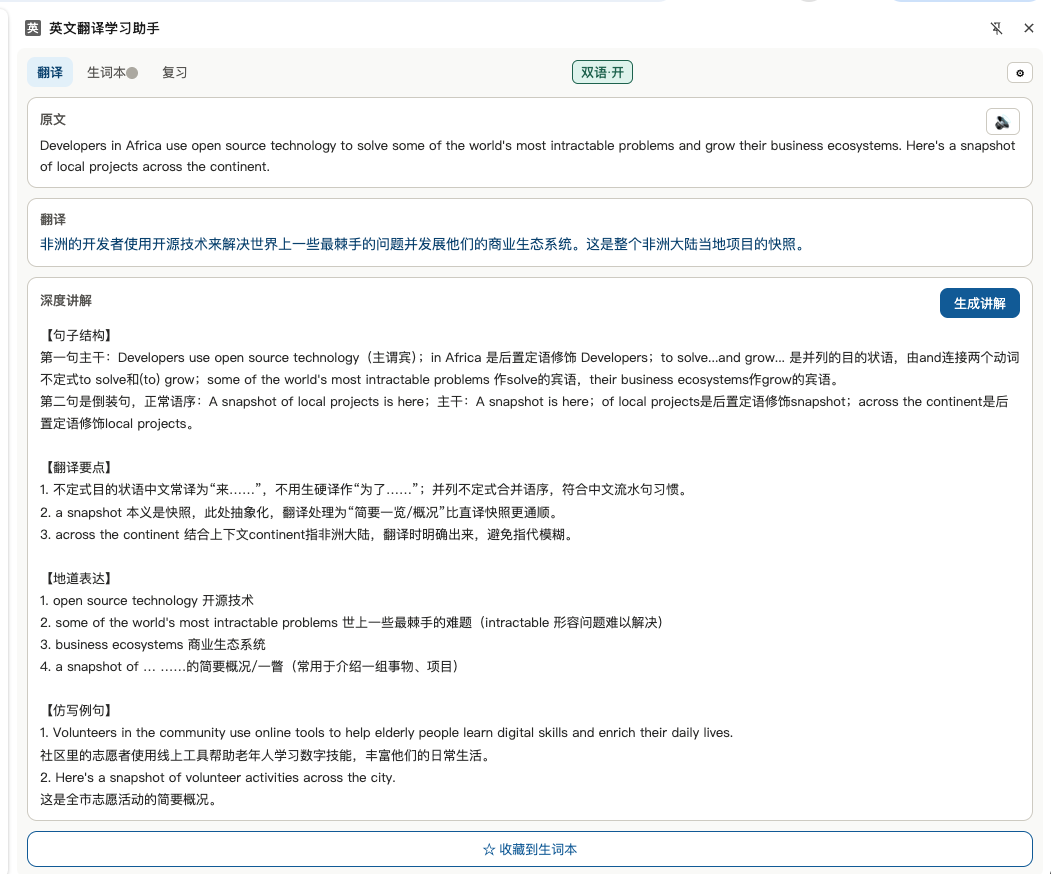 英 英文翻译学习助手
翻译 生词本 复习 双语·开
原文
Developers in Africa use open source technology to solve some of the world's most intractable problems and grow their business ecosystems. Here's a snapshot
of local projects across the continent.
翻译
非洲的开发者使用开源技术来解决世界上一些最棘手的问题并发展他们的商业生态系统。这是整个非洲大陆当地项目的快照。
深度讲解 生成讲解
【句子结构】
第一句主干：Developers use open source technology（主谓宾）；in Africa 是后置定语修饰 Developers；to solve...and grow... 是并列的目的状语，由and连接两个动词
不定式to solve和(to) grow；some of the world's most intractable problems 作solve的宾语，their business ecosystems作grow的宾语。
第二句是倒装句，正常语序：A snapshot of local projects is here；主干：A snapshot is here；of local projects是后置定语修饰snapshot；across the continent是后
置定语修饰local projects。
【翻译要点】
1. 不定式目的状语中文常译为“来……”，不用生硬译作“为了……”；并列不定式合并语序，符合中文流水句习惯。
2. a snapshot 本义是快照，此处抽象化，翻译处理为“简要一览/概况”比直译快照更通顺。
3. across the continent 结合上下文continent指非洲大陆，翻译时明确出来，避免指代模糊。
【地道表达】
1. open source technology 开源技术
2. some of the world's most intractable problems 世上一些最棘手的难题（intractable 形容问题难以解决）
3. business ecosystems 商业生态系统
4. a snapshot of … ……的简要概况/一瞥（常用于介绍一组事物、项目）
【仿写例句】
1. Volunteers in the community use online tools to help elderly people learn digital skills and enrich their daily lives.
社区里的志愿者使用线上工具帮助老年人学习数字技能，丰富他们的日常生活。
2. Here's a snapshot of volunteer activities across the city.
这是全市志愿活动的简要概况。
☆ 收藏到生词本